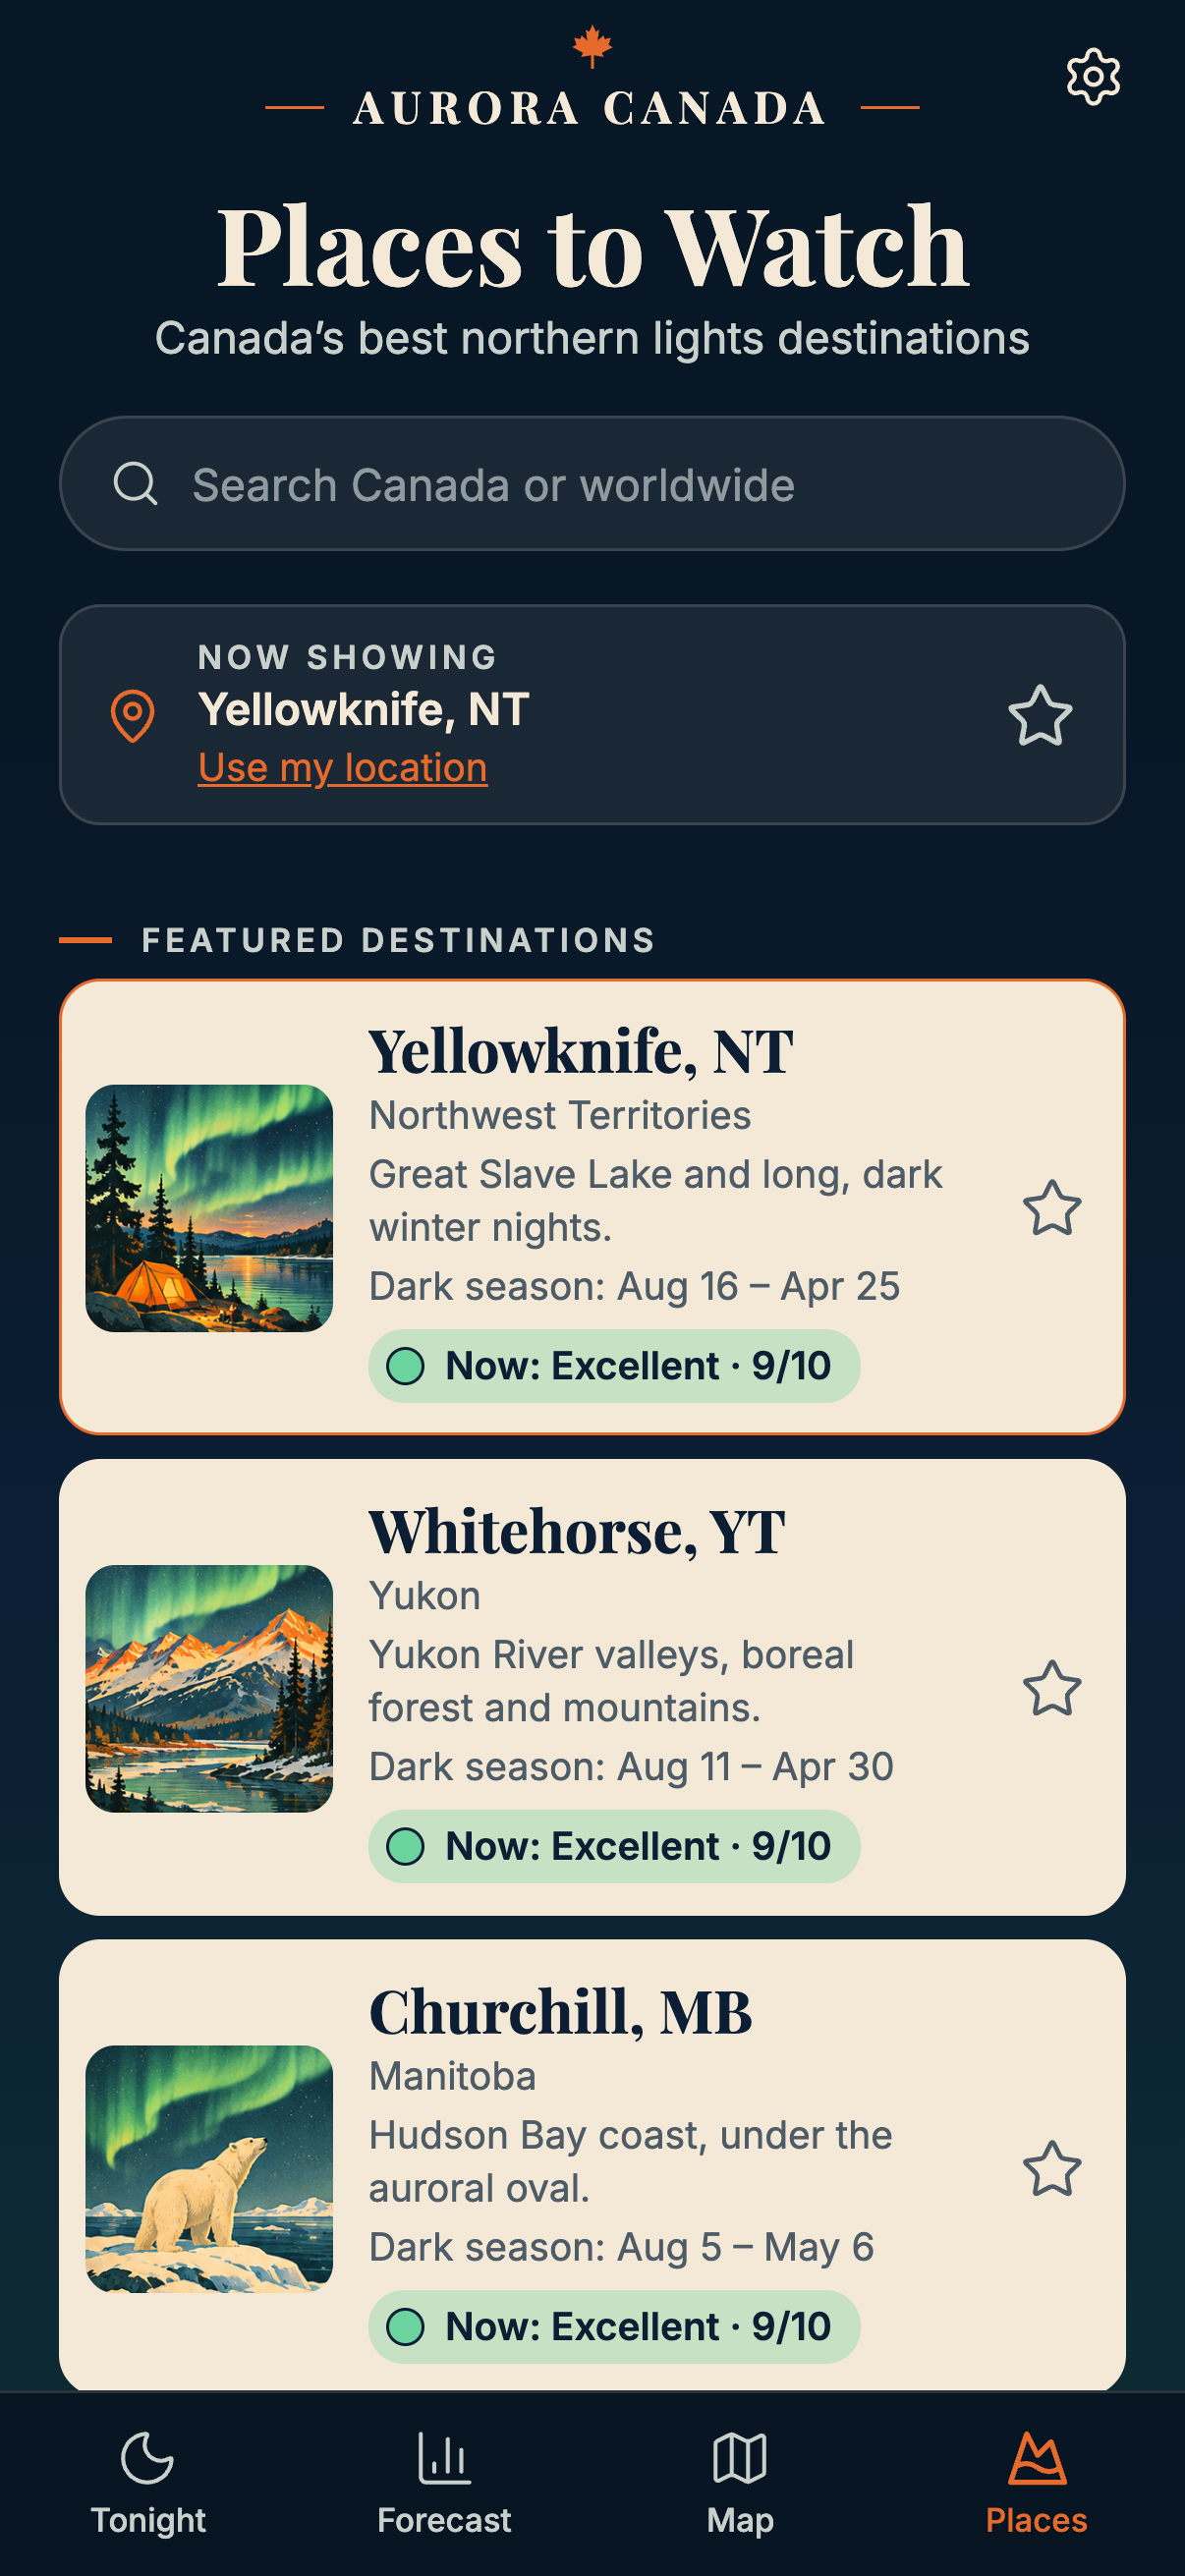 AURORA CANADA
Places to Watch
Canada’s best northern lights destinations
Search Canada or worldwide
NOW SHOWING
Yellowknife, NT
Use my location
FEATURED DESTINATIONS
Yellowknife, NT
Northwest Territories
Great Slave Lake and long, dark
winter nights.
Dark season: Aug 16 – Apr 25
Now: Excellent · 9/10
Whitehorse, YT
Yukon
Yukon River valleys, boreal
forest and mountains.
Dark season: Aug 11 – Apr 30
Now: Excellent · 9/10
Churchill, MB
Manitoba
Hudson Bay coast, under the
auroral oval.
Dark season: Aug 5 – May 6
Now: Excellent · 9/10
Tonight
Forecast
Map
Places